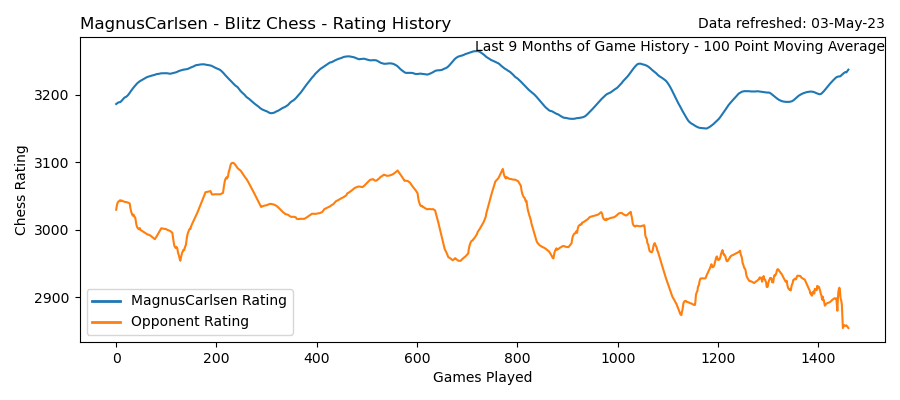 MagnusCarlsen - Blitz Chess - Rating History
Data refreshed: 03-May-23
Last 9 Months of Game History - 100 Point Moving Average
3200
3100
3000
2900
Chess Rating
MagnusCarlsen Rating
Opponent Rating
0 200 400 600 800 1000 1200 1400
Games Played